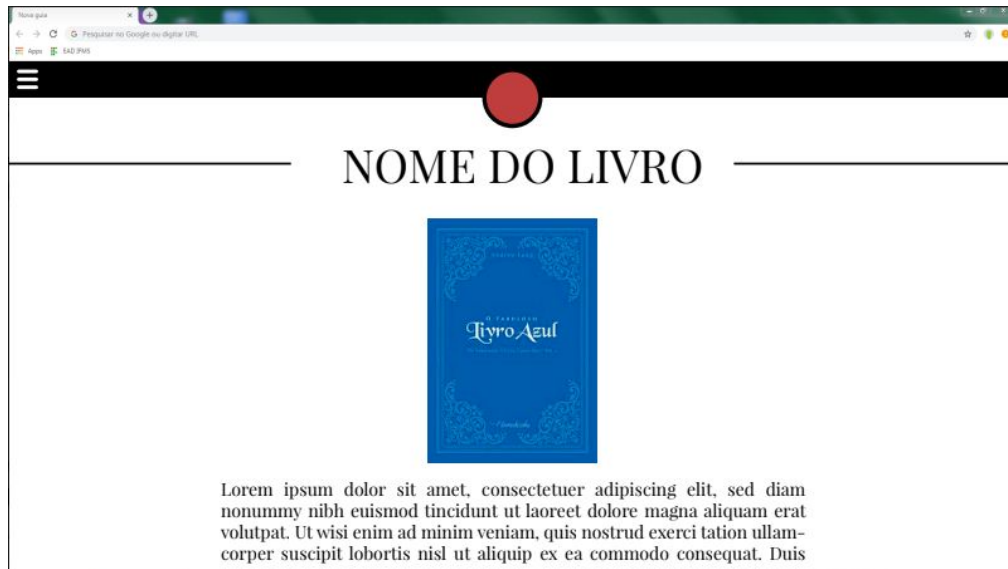 Nova guia
Pesquisar no Google ou digitar URL
Apps EAD IFMS
NOME DO LIVRO
O FABULOSO
Livro Azul
Lorem ipsum dolor sit amet, consectetuer adipiscing elit, sed diam
nonummy nibh euismod tincidunt ut laoreet dolore magna aliquam erat
volutpat. Ut wisi enim ad minim veniam, quis nostrud exerci tation ullam-
corper suscipit lobortis nisl ut aliquip ex ea commodo consequat. Duis